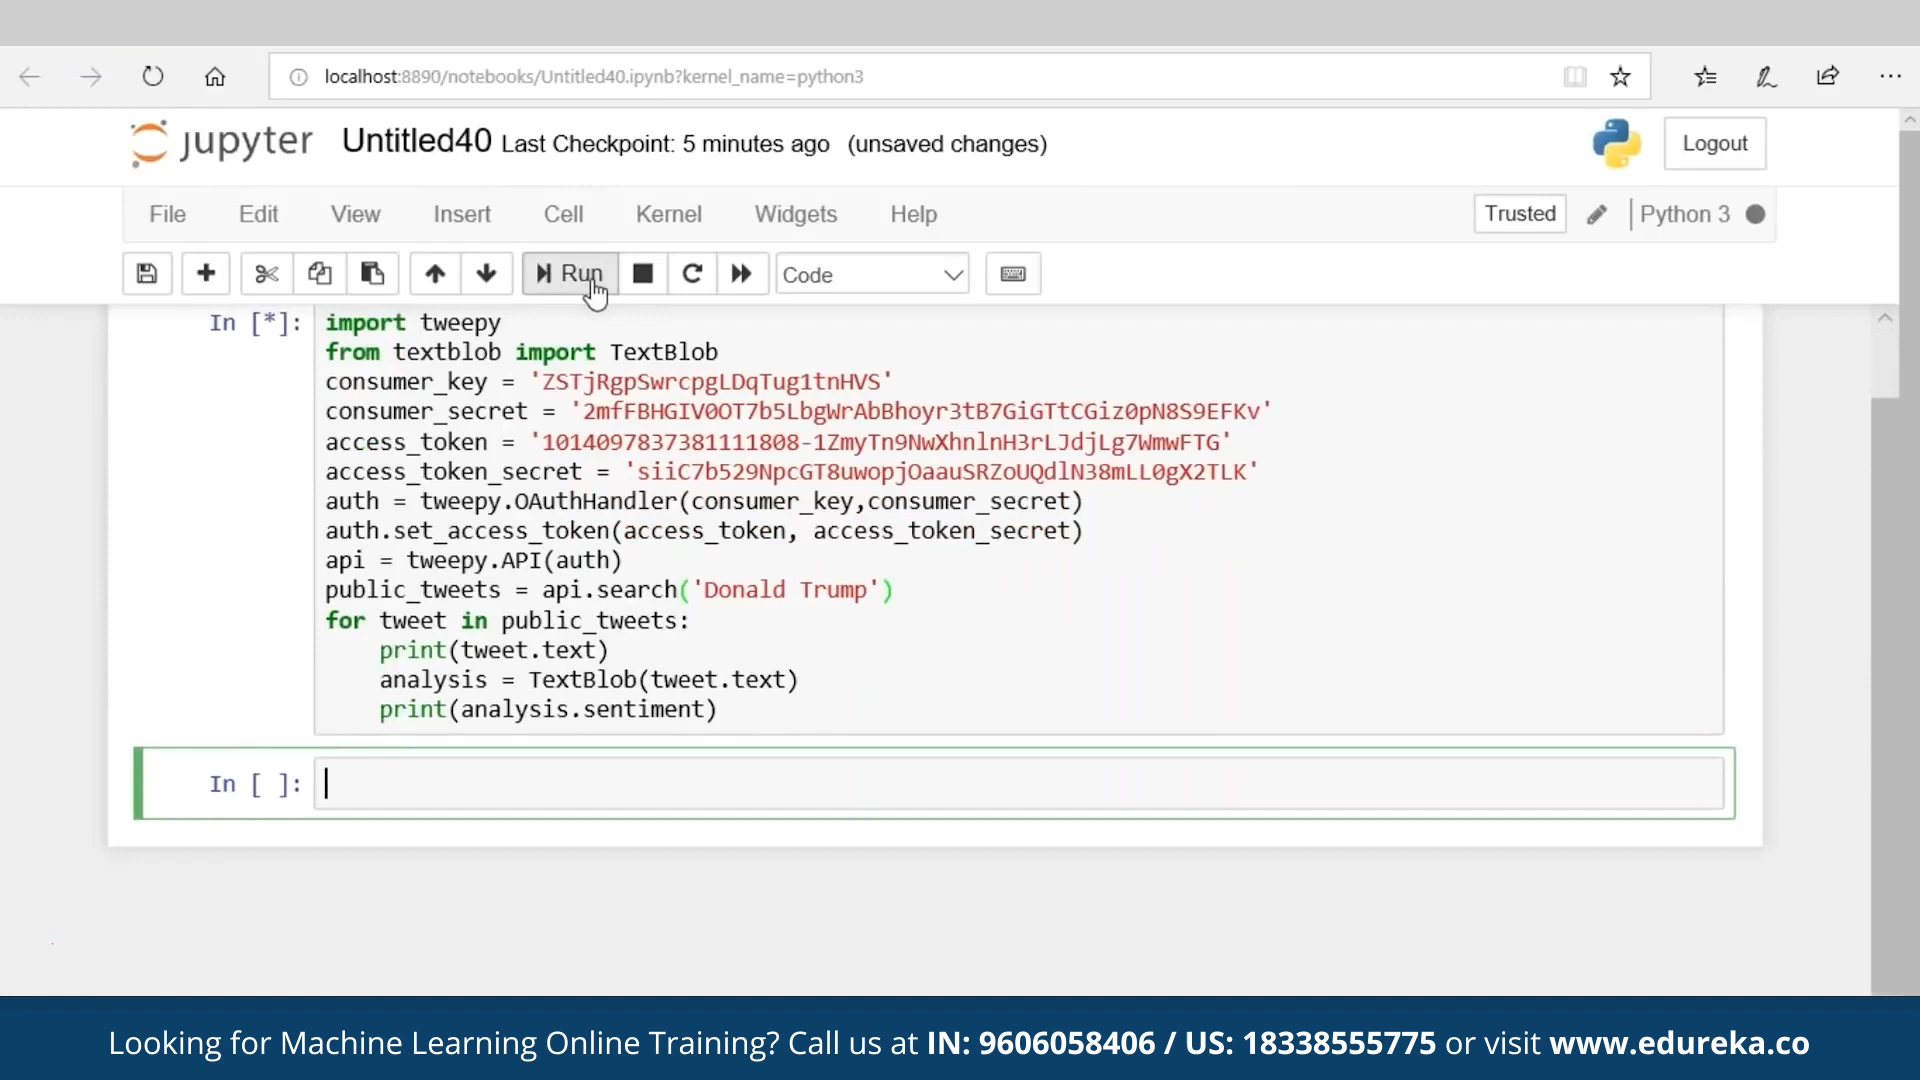 localhost:8890/notebooks/Untitled40.ipynb?kernel_name=python3
jupyter Untitled40 Last Checkpoint: 5 minutes ago (unsaved changes) Logout
File Edit View Insert Cell Kernel Widgets Help Trusted Python 3
Run Code
In [*]: import tweepy
from textblob import TextBlob
consumer_key = 'ZSTjRgpSwrcpgLDqTug1tnHVS'
consumer_secret = '2mfFBHGIV0OT7b5LbgWrAbBhoyr3tB7GiGTtCGiz0pN8S9EFKv'
access_token = '1014097837381111808-1ZmyTn9NwXhnlnH3rLJdjLg7WmwFTG'
access_token_secret = 'siiC7b529NpcGT8uwopjOaauSRZoUQdlN38mLL0gX2TLK'
auth = tweepy.OAuthHandler(consumer_key,consumer_secret)
auth.set_access_token(access_token, access_token_secret)
api = tweepy.API(auth)
public_tweets = api.search('Donald Trump')
for tweet in public_tweets:
    print(tweet.text)
    analysis = TextBlob(tweet.text)
    print(analysis.sentiment)
In [ ]:
Looking for Machine Learning Online Training? Call us at IN: 9606058406 / US: 18338555775 or visit www.edureka.co